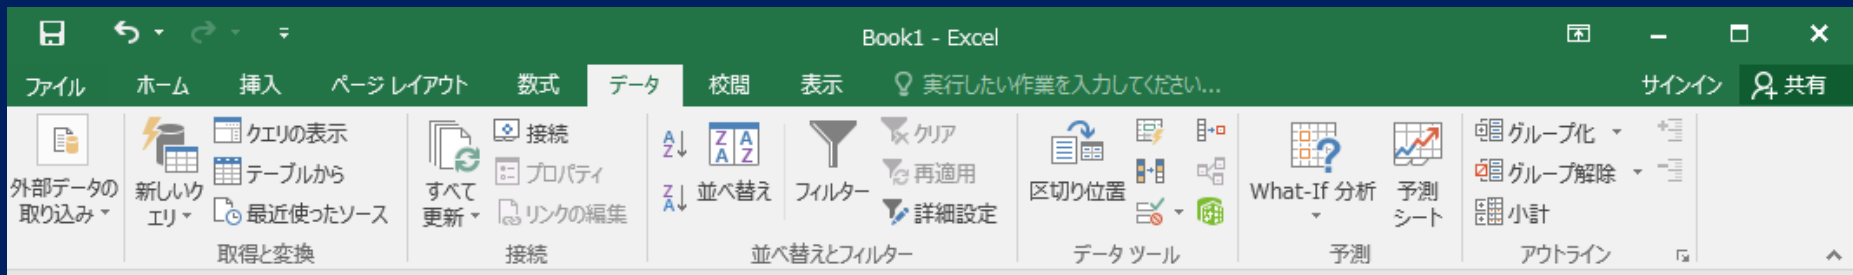 Book1 - Excel
ファイル ホーム 挿入 ページ レイアウト 数式 データ 校閲 表示 実行したい作業を入力してください... サインイン 共有
外部データの
取り込み
新しいク
エリ
クエリの表示
テーブルから
最近使ったソース
取得と変換
すべて
更新
接続
プロパティ
リンクの編集
接続
並べ替え
フィルター
クリア
再適用
詳細設定
並べ替えとフィルター
区切り位置
データ ツール
What-If 分析
予測
シート
予測
グループ化
グループ解除
小計
アウトライン